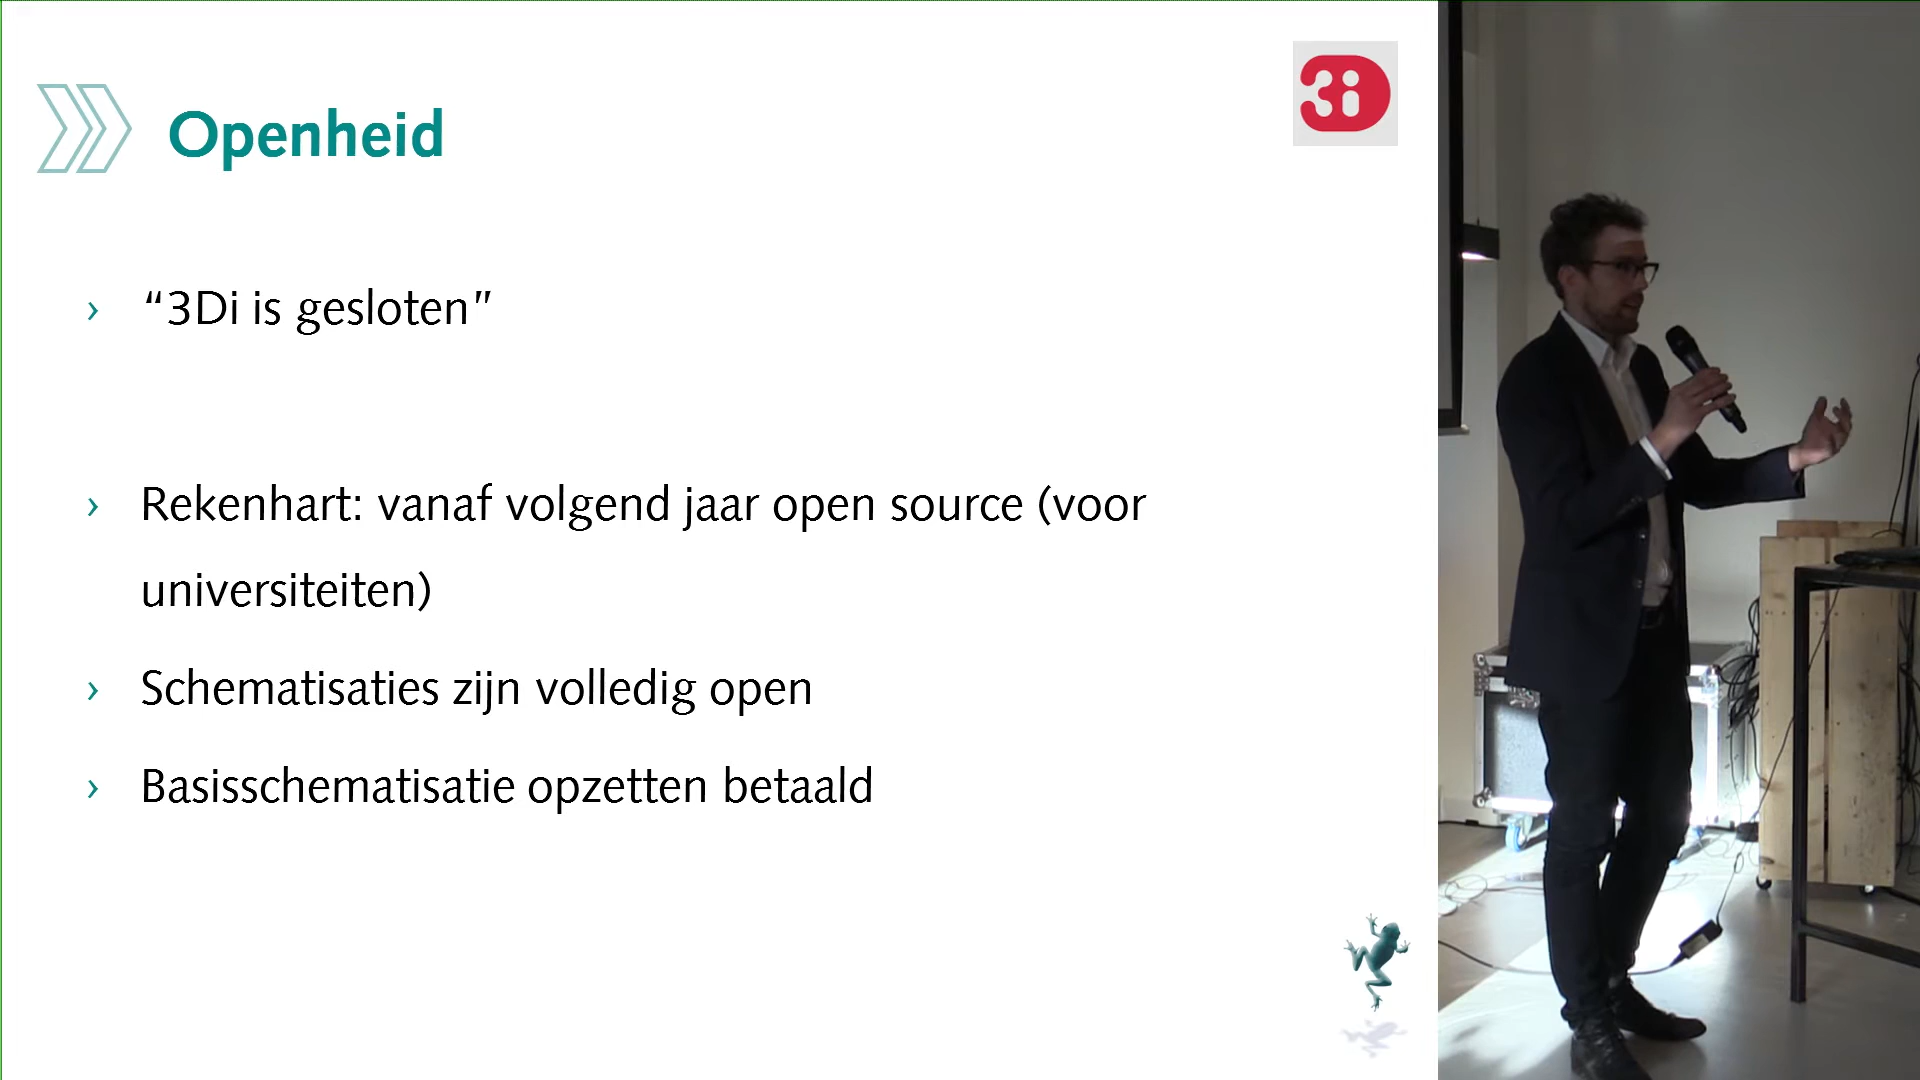 3i
Openheid
› “3Di is gesloten”
› Rekenhart: vanaf volgend jaar open source (voor
universiteiten)
› Schematisaties zijn volledig open
› Basisschematisatie opzetten betaald